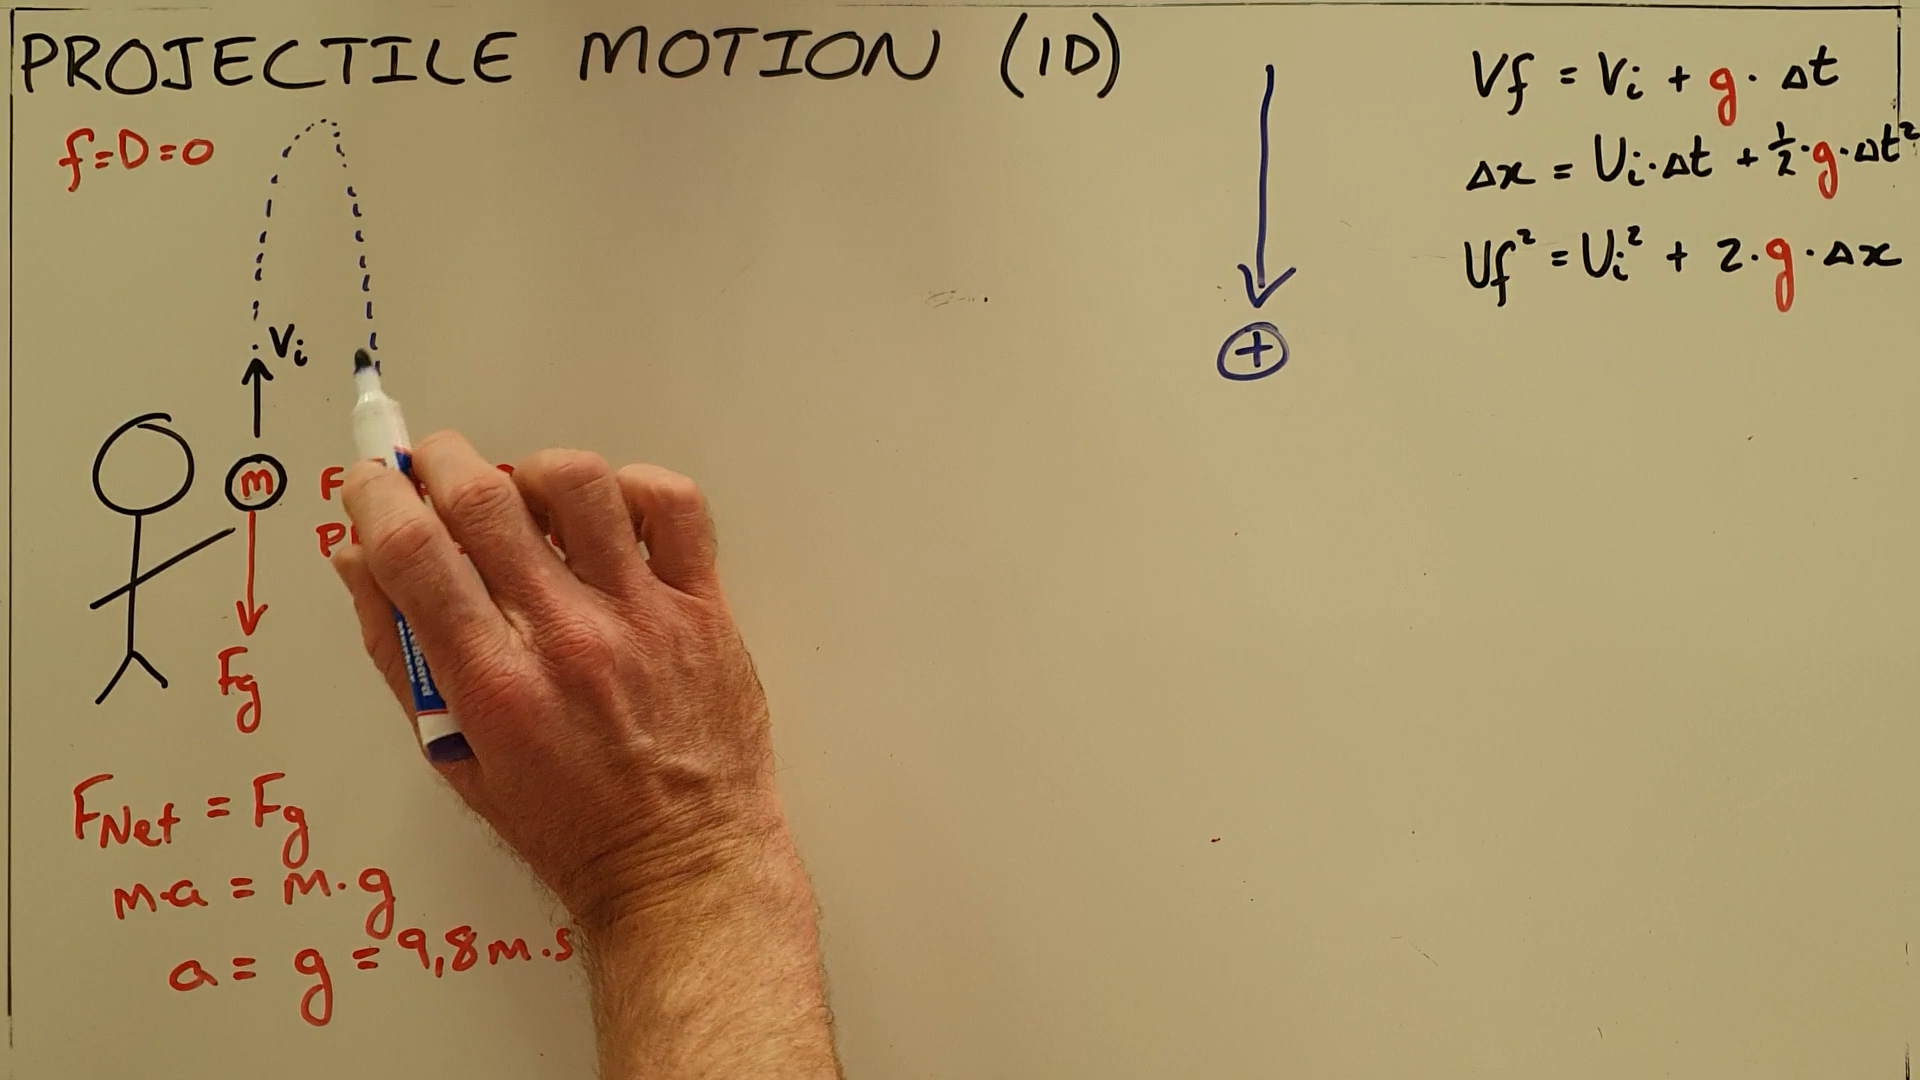 PROJECTILE MOTION (1D)
f=D=0
Vi
m
Fg
FNet = Fg
m.a = m.g
a = g = 9,8m.s
+
Vf = Vi + g. Δt
Δx = Vi.Δt + ½.g.Δt²
Vf² = Vi² + 2.g.Δx